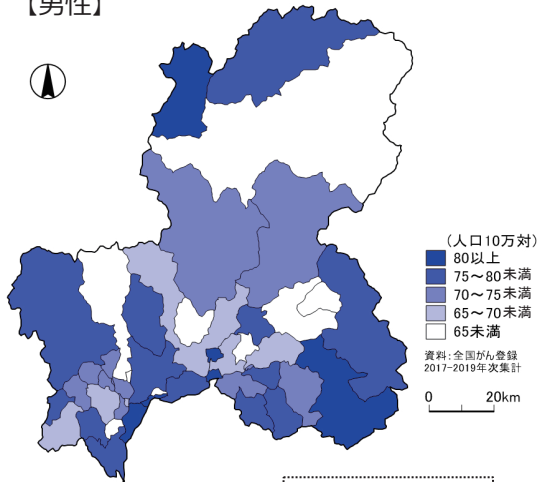 【男性】
(人口10万対)
80以上
75〜80未満
70〜75未満
65〜70未満
65未満
資料:全国がん登録
2017-2019年次集計
0 20km